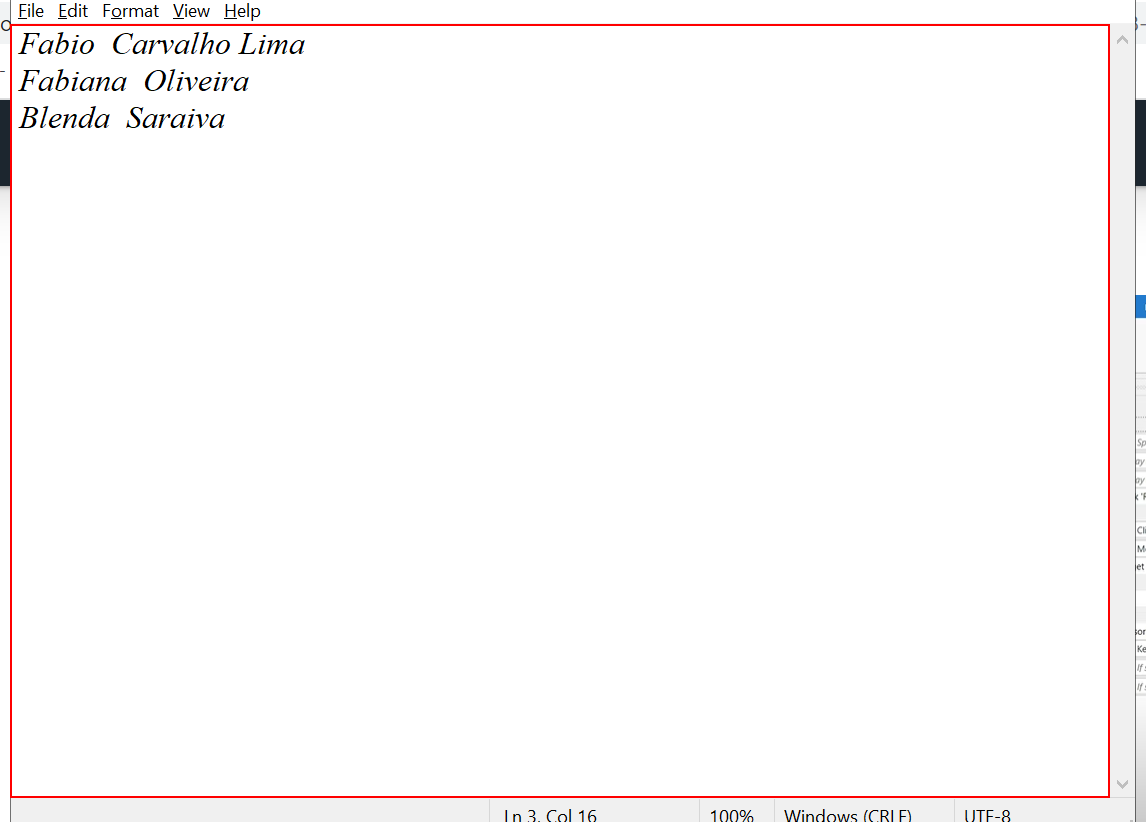 File Edit Format View Help
Fabio  Carvalho Lima
Fabiana  Oliveira
Blenda  Saraiva
Ln 3, Col 16 100% Windows (CRLF) UTF-8